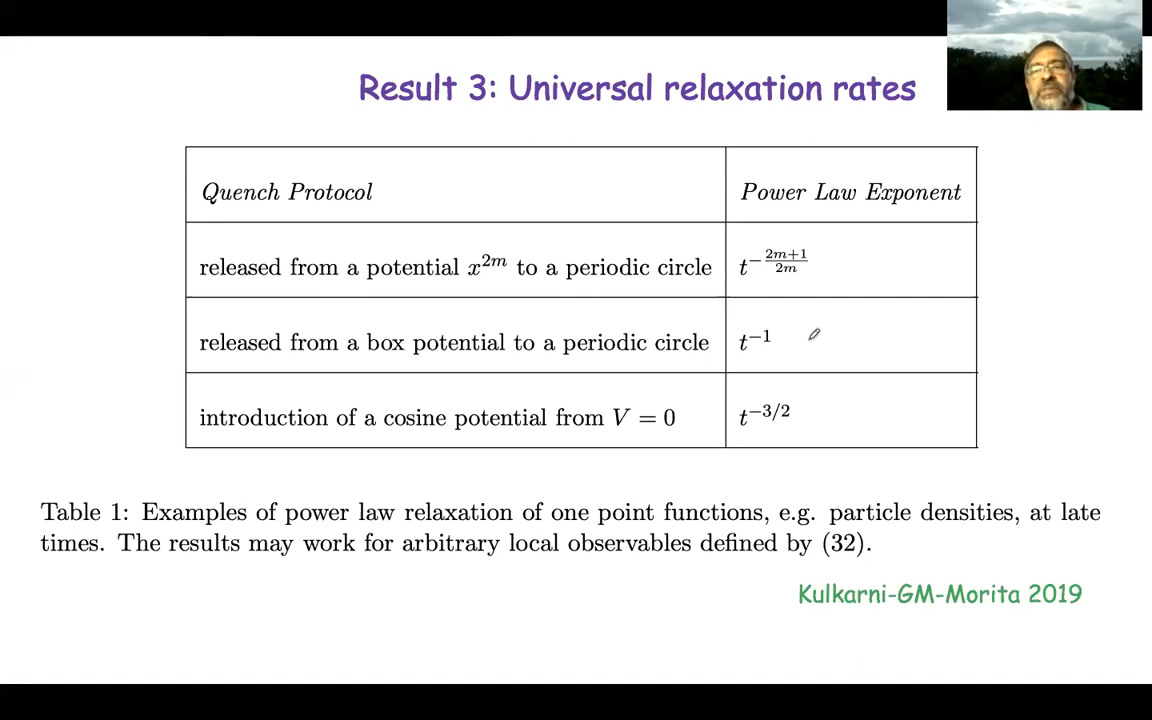 Result 3: Universal relaxation rates
Quench Protocol Power Law Exponent
released from a potential x^{2m} to a periodic circle t^{-\frac{2m+1}{2m}}
released from a box potential to a periodic circle t^{-1}
introduction of a cosine potential from V = 0 t^{-3/2}
Table 1: Examples of power law relaxation of one point functions, e.g. particle densities, at late
times. The results may work for arbitrary local observables defined by (32).
Kulkarni-GM-Morita 2019